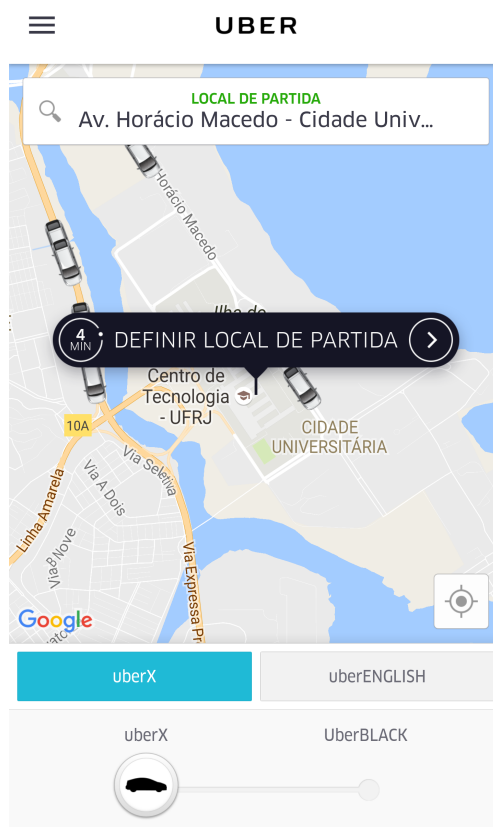 UBER
LOCAL DE PARTIDA
Av. Horácio Macedo - Cidade Univ...
Horácio Macedo
Ilha do
4
MIN
DEFINIR LOCAL DE PARTIDA
Centro de
Tecnologia
- UFRJ
CIDADE
UNIVERSITÁRIA
10A
Via Seletiva
Via A Dois
Linha Amarela
Via 8 Nove
Via Expressa Pr
Google
uberX
uberENGLISH
uberX
UberBLACK